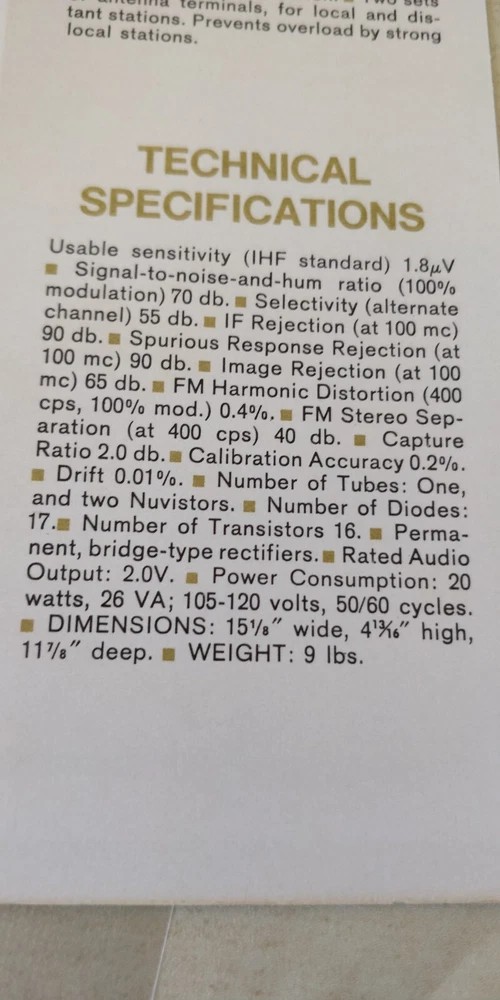 terminals, for local and dis-
tant stations. Prevents overload by strong
local stations.
TECHNICAL
SPECIFICATIONS
Usable sensitivity (IHF standard) 1.8μV
■ Signal-to-noise-and-hum ratio (100%
modulation) 70 db. ■ Selectivity (alternate
channel) 55 db. ■ IF Rejection (at 100 mc)
90 db. ■ Spurious Response Rejection (at
100 mc) 90 db. ■ Image Rejection (at 100
mc) 65 db. ■ FM Harmonic Distortion (400
cps, 100% mod.) 0.4%. ■ FM Stereo Sep-
aration (at 400 cps) 40 db. ■ Capture
Ratio 2.0 db. ■ Calibration Accuracy 0.2%.
■ Drift 0.01%. ■ Number of Tubes: One,
and two Nuvistors. ■ Number of Diodes:
17. ■ Number of Transistors 16. ■ Perma-
nent, bridge-type rectifiers. ■ Rated Audio
Output: 2.0V. ■ Power Consumption: 20
watts, 26 VA; 105-120 volts, 50/60 cycles.
■ DIMENSIONS: 15⅛″ wide, 4¹³⁄₁₆″ high,
11⅞″ deep. ■ WEIGHT: 9 lbs.